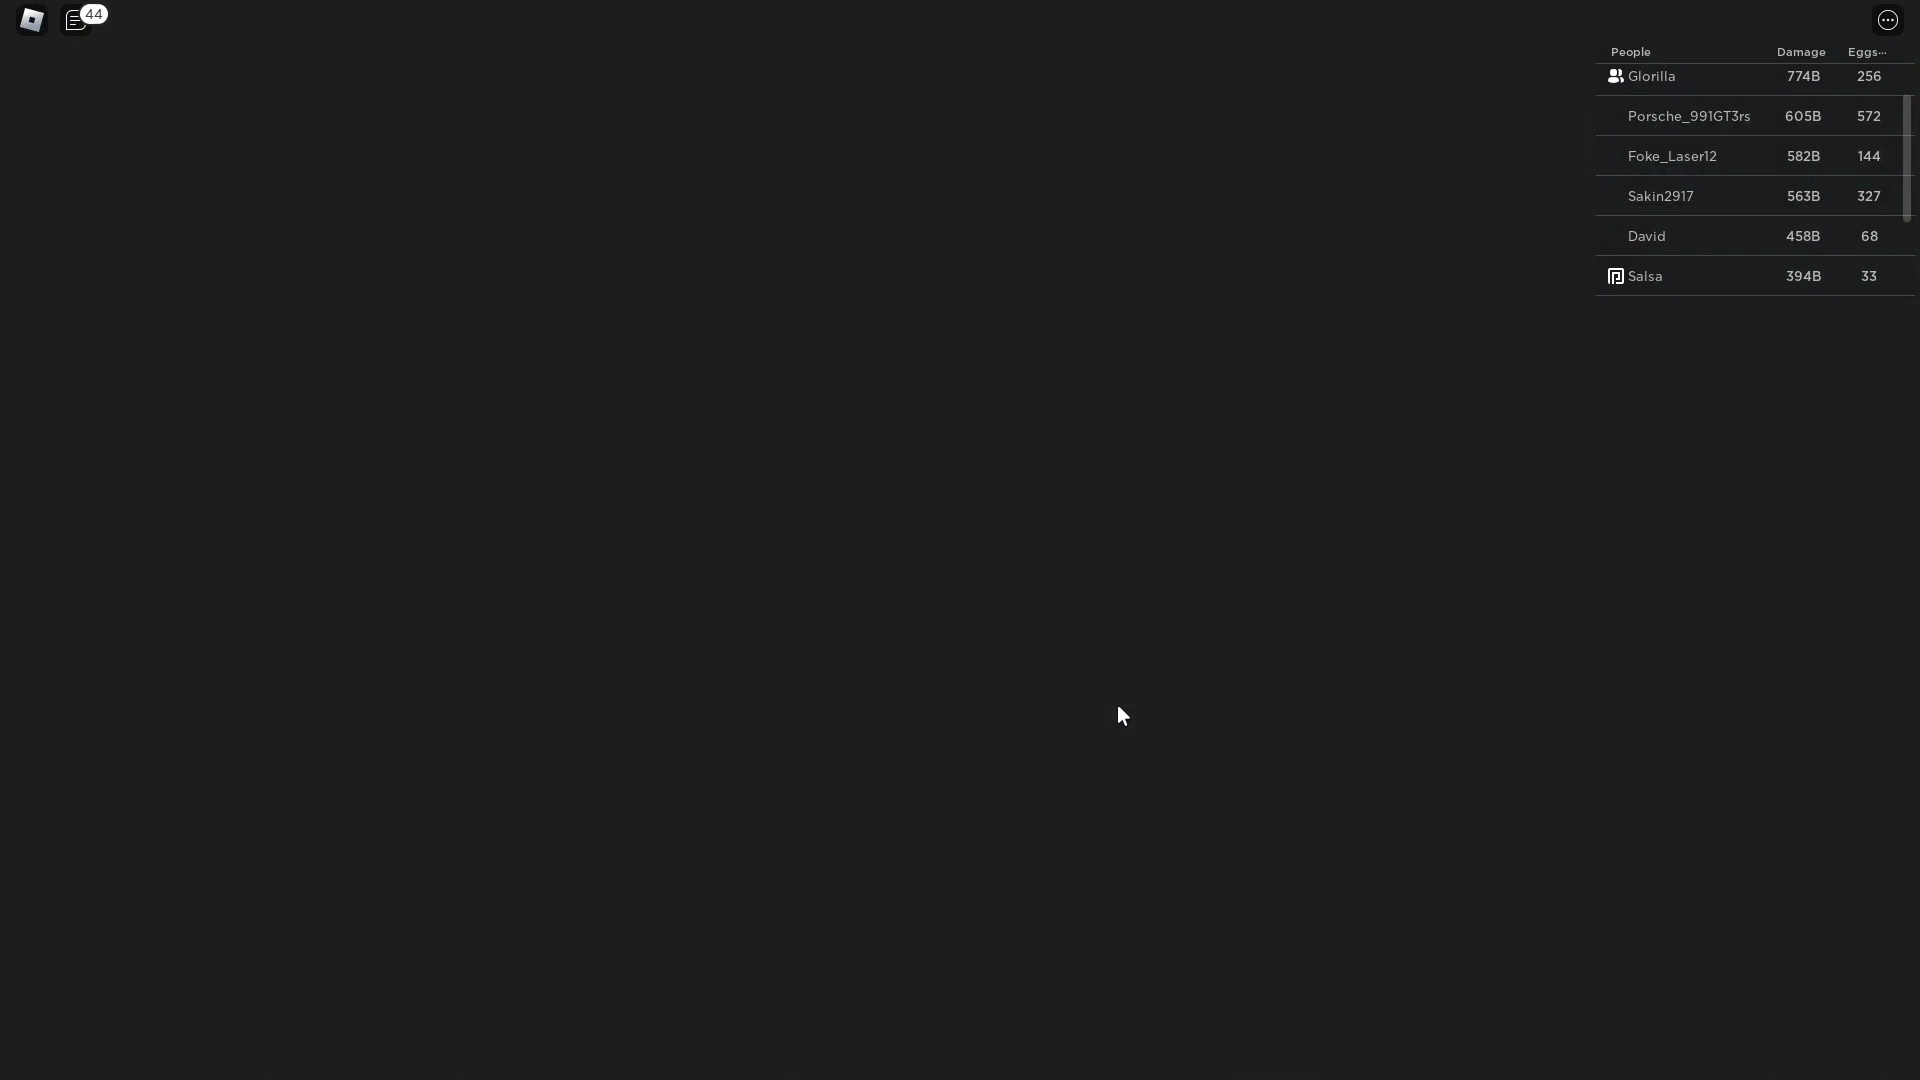 44
People Damage Eggs···
Glorilla 774B 256
Porsche_991GT3rs 605B 572
Foke_Laser12 582B 144
Sakin2917 563B 327
David 458B 68
Salsa 394B 33